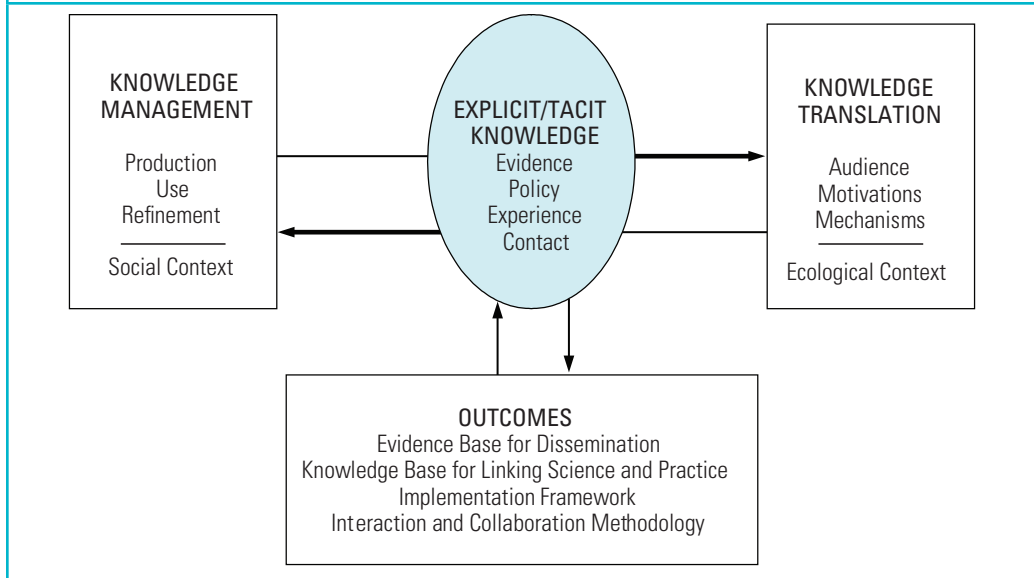 KNOWLEDGE
MANAGEMENT
Production
Use
Refinement
Social Context
EXPLICIT/TACIT
KNOWLEDGE
Evidence
Policy
Experience
Contact
KNOWLEDGE
TRANSLATION
Audience
Motivations
Mechanisms
Ecological Context
OUTCOMES
Evidence Base for Dissemination
Knowledge Base for Linking Science and Practice
Implementation Framework
Interaction and Collaboration Methodology